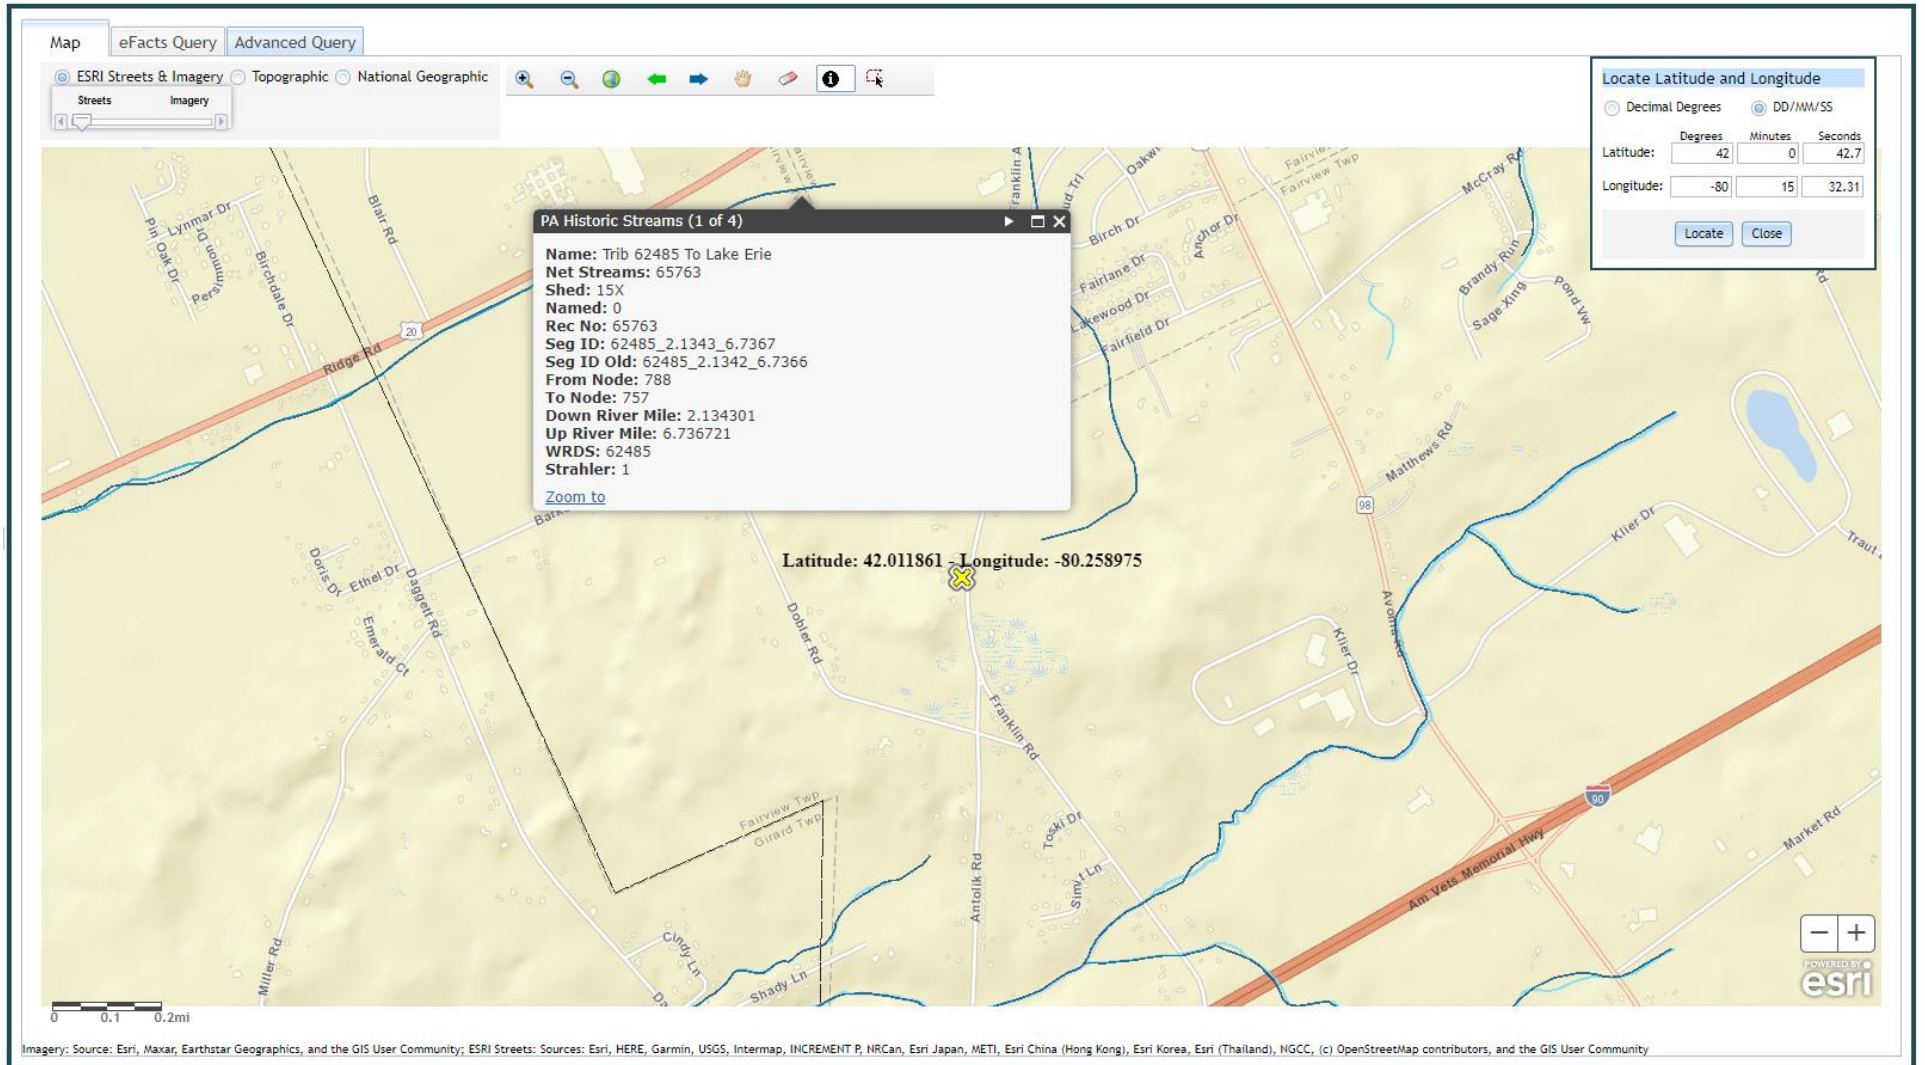 Map
eFacts Query
Advanced Query
ESRI Streets & Imagery
Topographic
National Geographic
Streets
Imagery
Locate Latitude and Longitude
Decimal Degrees
DD/MM/SS
Degrees Minutes Seconds
Latitude: 42 0 42.7
Longitude: -80 15 32.31
Locate
Close
PA Historic Streams (1 of 4)
Name: Trib 62485 To Lake Erie
Net Streams: 65763
Shed: 15X
Named: 0
Rec No: 65763
Seg ID: 62485_2.1343_6.7367
Seg ID Old: 62485_2.1342_6.7366
From Node: 788
To Node: 757
Down River Mile: 2.134301
Up River Mile: 6.736721
WRDS: 62485
Strahler: 1
Zoom to
Latitude: 42.011861 - Longitude: -80.258975
Pin Oak Dr
Lynmar Dr
Persimmon Dr
Birchdale Dr
Blair Rd
20
Ridge Rd
Franklin A
Birch Dr
Anchor Dr
Fairlane Dr
Lakewood Dr
Fairfield Dr
Fairview Twp
McCray Rd
Brandy Run
Sage Xing
Pond Vw
Rd
Matthews Rd
98
Klier Dr
Avonia Rd
Klier Dr
Doris Dr
Ethel Dr
Daggett Rd
Emerald Ct
Dobler Rd
Franklin Rd
Fairview Twp
Girard Twp
Toski Dr
Antolik Rd
Miller Rd
Cindy Ln
Shady Ln
Am Vets Memorial Hwy
90
Market Rd
POWERED BY
esri
0 0.1 0.2mi
Imagery: Source: Esri, Maxar, Earthstar Geographics, and the GIS User Community; ESRI Streets: Sources: Esri, HERE, Garmin, USGS, Intermap, INCREMENT P, NRCan, Esri Japan, METI, Esri China (Hong Kong), Esri Korea, Esri (Thailand), NGCC, (c) OpenStreetMap contributors, and the GIS User Community